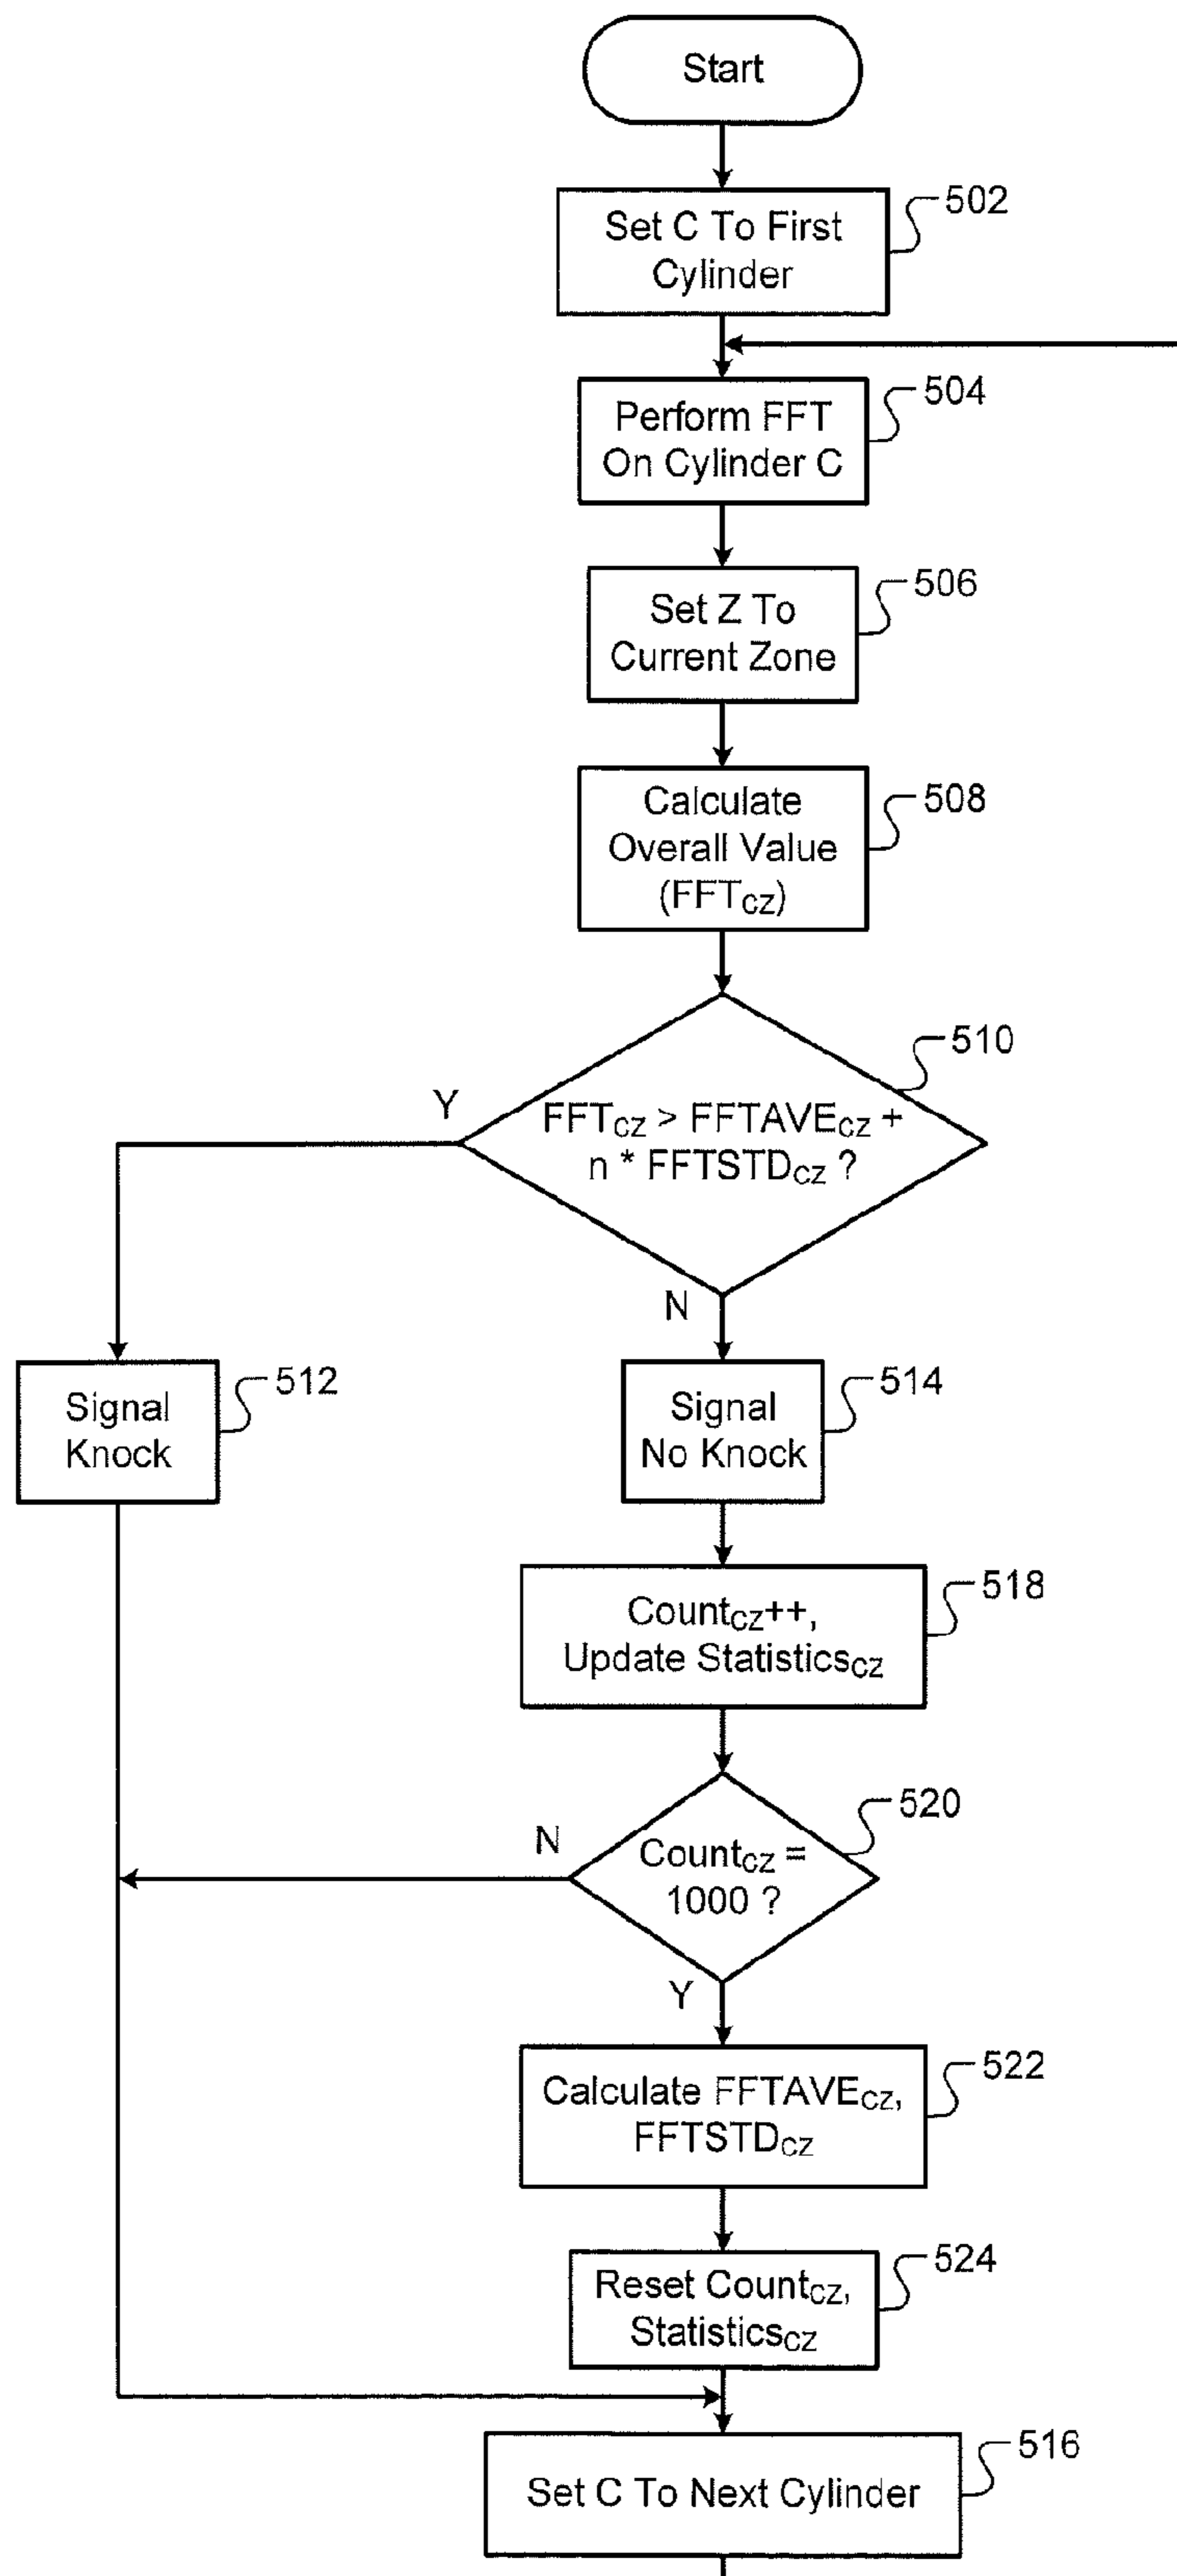 Start
502
Set C To First
Cylinder
504
Perform FFT
On Cylinder C
506
Set Z To
Current Zone
508
Calculate
Overall Value
(FFTCZ)
510
Y
FFTCZ > FFTAVECZ +
n * FFTSTDCZ ?
N
512
Signal
Knock
514
Signal
No Knock
518
CountCZ++,
Update StatisticsCZ
520
N
CountCZ =
1000 ?
Y
522
Calculate FFTAVECZ,
FFTSTDCZ
524
Reset CountCZ,
StatisticsCZ
516
Set C To Next Cylinder